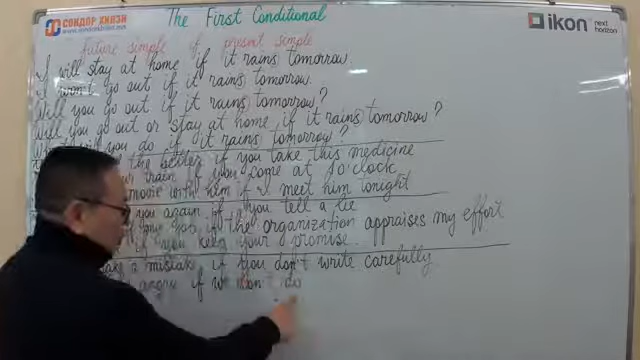 СОНДОР ХИЙЗИ
The First Conditional
ikon next horizon
future simple if present simple
I will stay at home if it rains tomorrow.
I won't go out if it rains tomorrow.
Will you go out if it rains tomorrow?
Will you go out or stay at home if it rains tomorrow?
What will you do if it rains tomorrow?
the better if you take this medicine
train if you come at 7 o'clock
movie with him if I meet him tonight
you again if you tell a lie
if the organization appraises my effort
if you keep your promise
a mistake if you don't write carefully
if we don't do